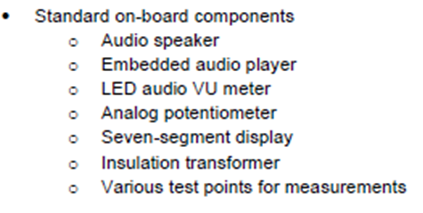 • Standard on-board components
o Audio speaker
o Embedded audio player
o LED audio VU meter
o Analog potentiometer
o Seven-segment display
o Insulation transformer
o Various test points for measurements